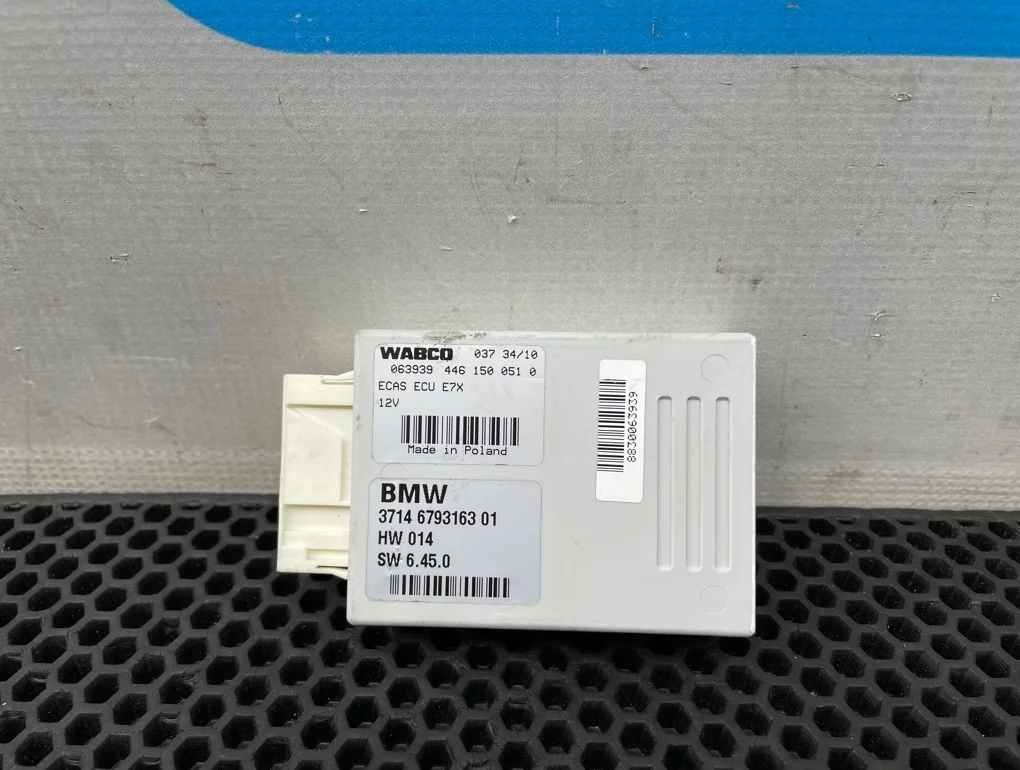 WABCO 037 34/10
063939 446 150 051 0
ECAS ECU E7X
12V
Made in Poland
BMW
3714 6793163 01
HW 014
SW 6.45.0
8830063939